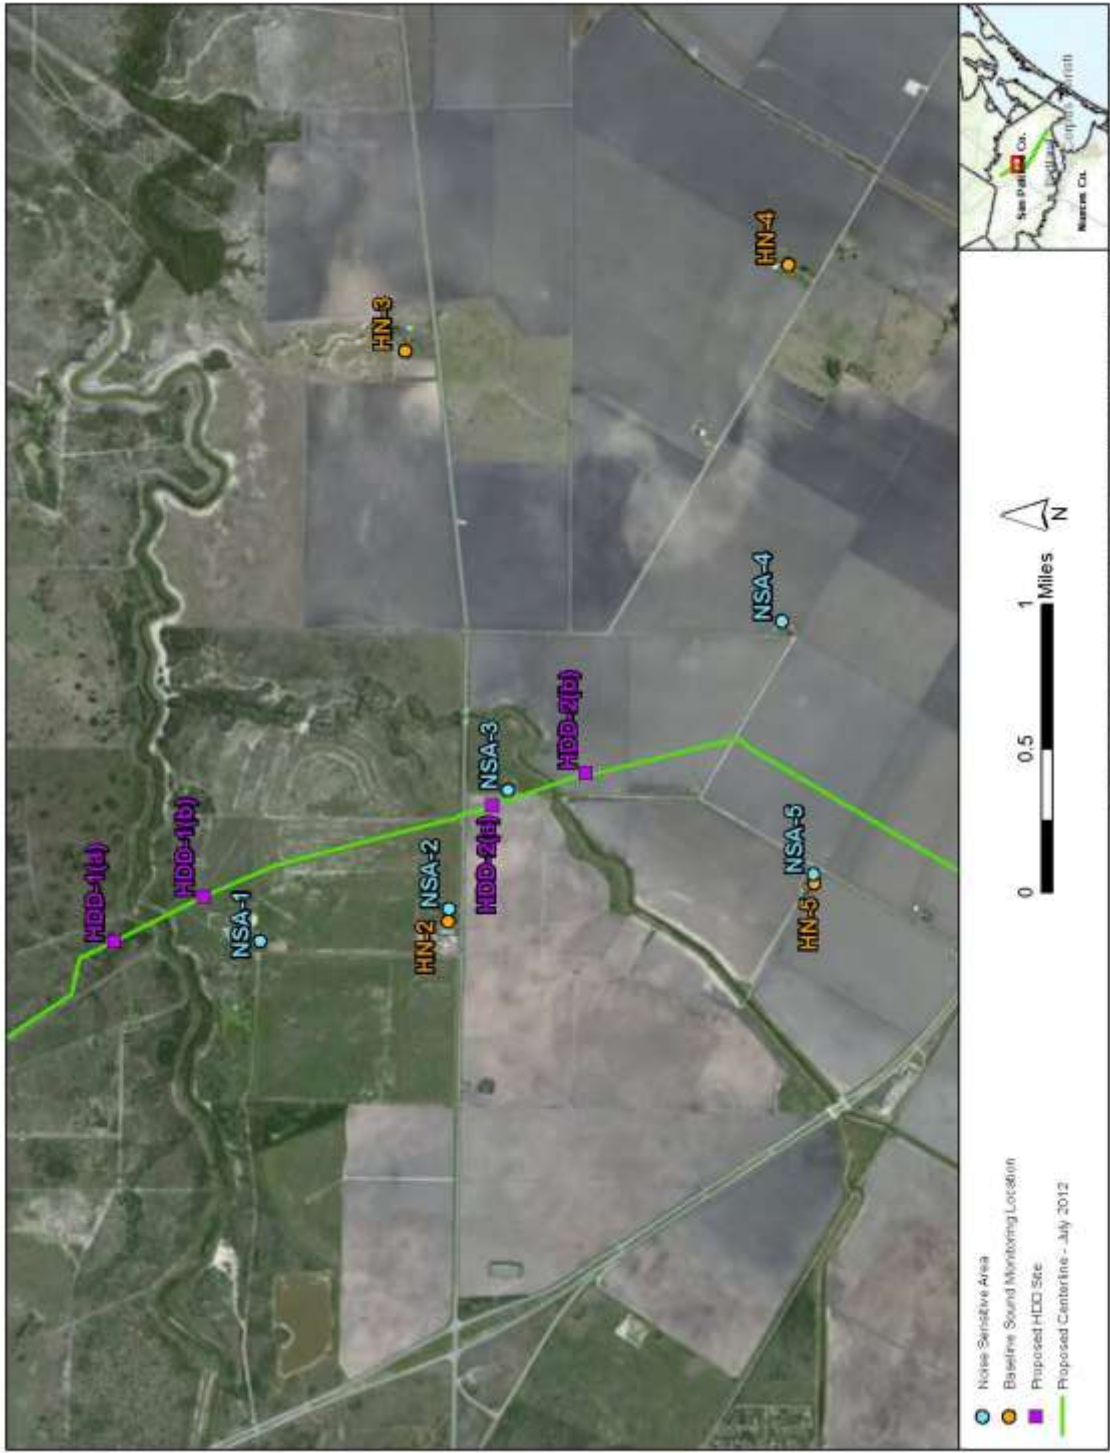 HDD-1(a)
HDD-1(b)
NSA-1
HN-2
NSA-2
HDD-2(a)
NSA-3
HDD-2(b)
HN-5
NSA-5
NSA-4
HN-3
HN-4
Noise Sensitive Area
Baseline Sound Monitoring Location
Proposed HDD Site
Proposed Centerline - July 2012
0
0.5
1
Miles
N
Co.
Nueces Co.